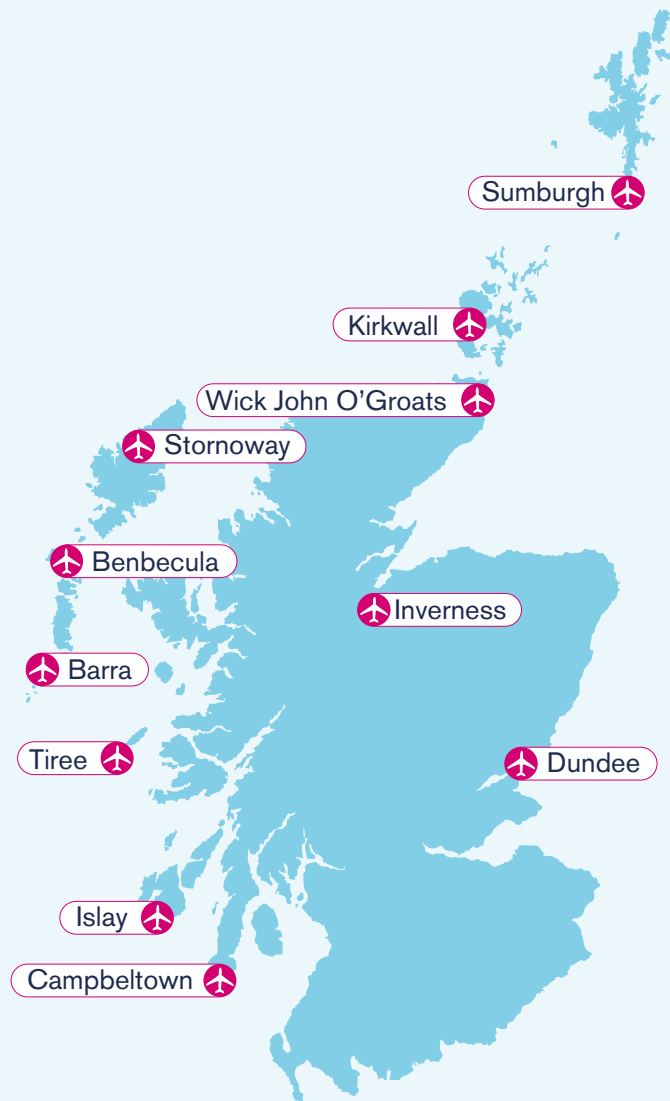 Sumburgh
Kirkwall
Wick John O’Groats
Stornoway
Benbecula
Inverness
Barra
Tiree
Dundee
Islay
Campbeltown